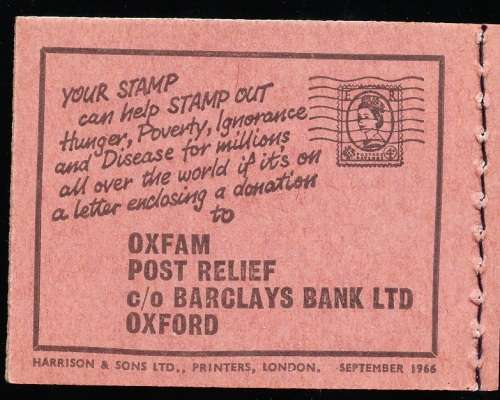 YOUR STAMP
can help STAMP OUT
Hunger, Poverty, Ignorance
and Disease for millions
all over the world if it's on
a letter enclosing a donation
to
OXFAM
POST RELIEF
c/o BARCLAYS BANK LTD
OXFORD
HARRISON & SONS LTD., PRINTERS, LONDON. SEPTEMBER 1966